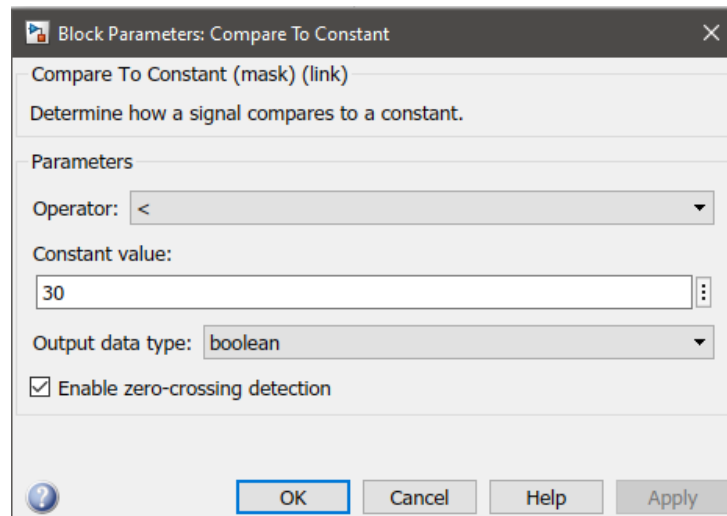 Block Parameters: Compare To Constant
Compare To Constant (mask) (link)
Determine how a signal compares to a constant.
Parameters
Operator: <
Constant value:
30
Output data type: boolean
Enable zero-crossing detection
OK Cancel Help Apply